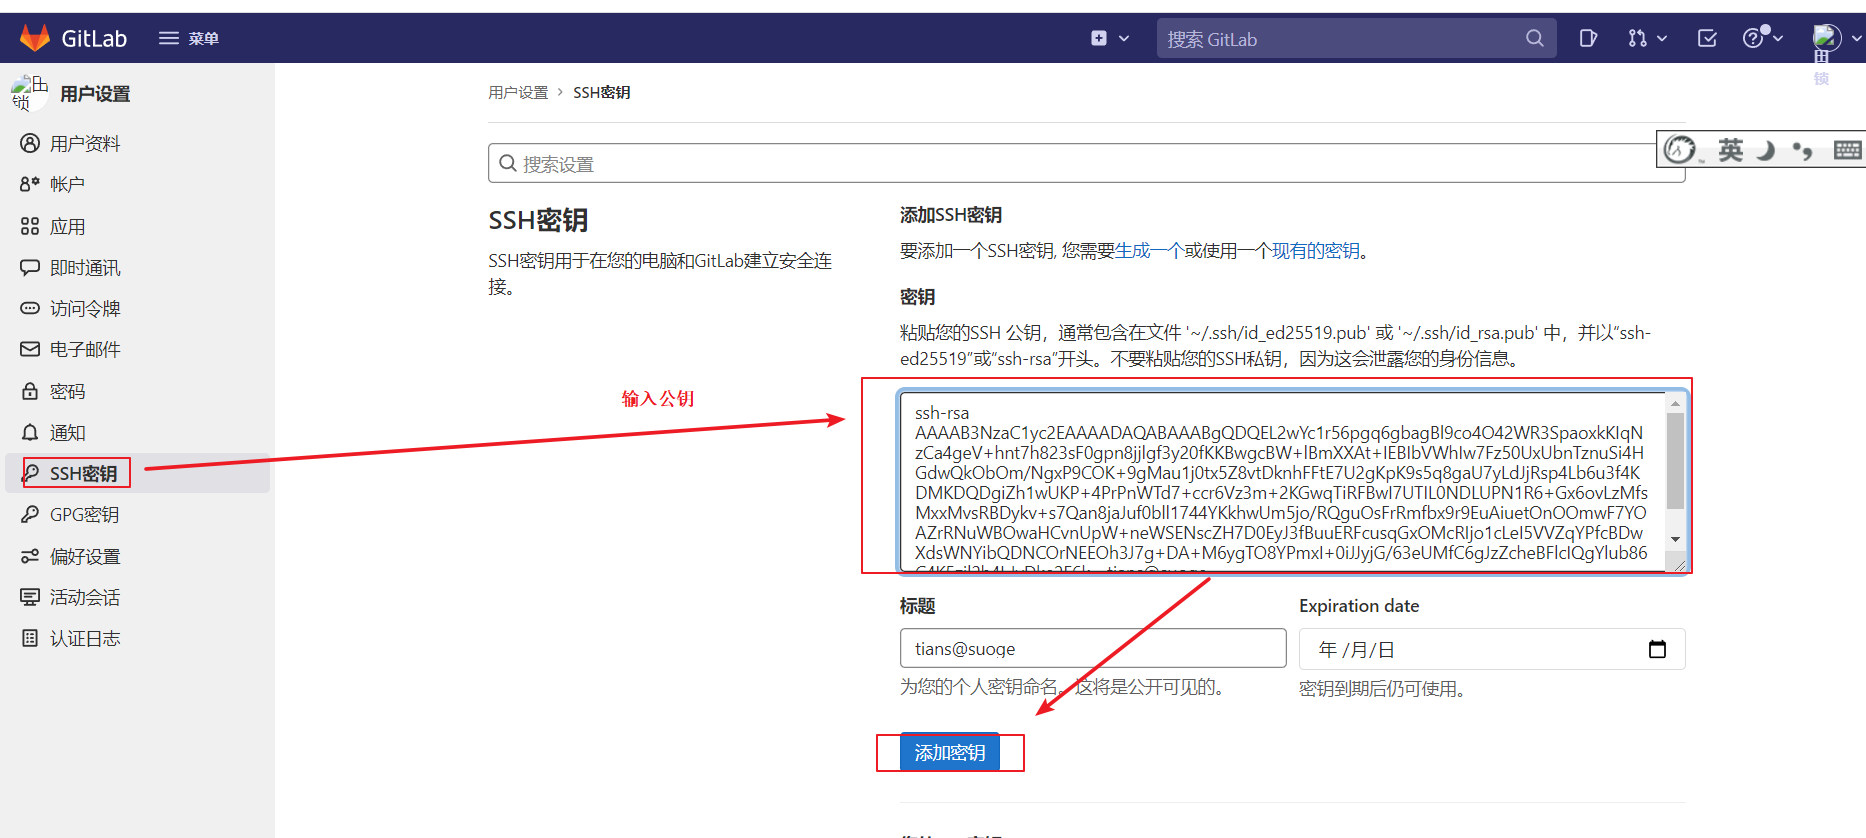 GitLab
菜单
搜索 GitLab
田
锁
田
锁
用户设置
用户资料
帐户
应用
即时通讯
访问令牌
电子邮件
密码
通知
SSH密钥
GPG密钥
偏好设置
活动会话
认证日志
用户设置 › SSH密钥
搜索设置
英
SSH密钥
SSH密钥用于在您的电脑和GitLab建立安全连
接。
添加SSH密钥
要添加一个SSH密钥, 您需要生成一个或使用一个现有的密钥。
密钥
粘贴您的SSH 公钥，通常包含在文件 '~/.ssh/id_ed25519.pub' 或 '~/.ssh/id_rsa.pub' 中，并以“ssh-
ed25519”或“ssh-rsa”开头。不要粘贴您的SSH私钥，因为这会泄露您的身份信息。
输入公钥
ssh-rsa
AAAAB3NzaC1yc2EAAAADAQABAAABgQDQEL2wYc1r56pgq6gbagBl9co4O42WR3SpaoxkKIqN
zCa4geV+hnt7h823sF0gpn8jjlgf3y20fKKBwgcBW+lBmXXAt+IEBIbVWhIw7Fz50UxUbnTznuSi4H
GdwQkObOm/NgxP9COK+9gMau1j0tx5Z8vtDknhFFtE7U2gKpK9s5q8gaU7yLdJjRsp4Lb6u3f4K
DMKDQDgiZh1wUKP+4PrPnWTd7+ccr6Vz3m+2KGwqTiRFBwI7UTIL0NDLUPN1R6+Gx6ovLzMfs
MxxMvsRBDykv+s7Qan8jaJuf0bll1744YKkhwUm5jo/RQguOsFrRmfbx9r9EuAiuetOnOOmwF7YO
AZrRNuWBOwaHCvnUpW+neWSENscZH7D0EyJ3fBuuERFcusqGxOMcRIjo1cLeI5VVZqYPfcBDw
XdsWNYibQDNCOrNEEOh3J7g+DA+M6ygTO8YPmxI+0iJJyjG/63eUMfC6gJzZcheBFIcIQgYlub86
标题
Expiration date
tians@suoge
年 /月/日
为您的个人密钥命名。这将是公开可见的。
密钥到期后仍可使用。
添加密钥